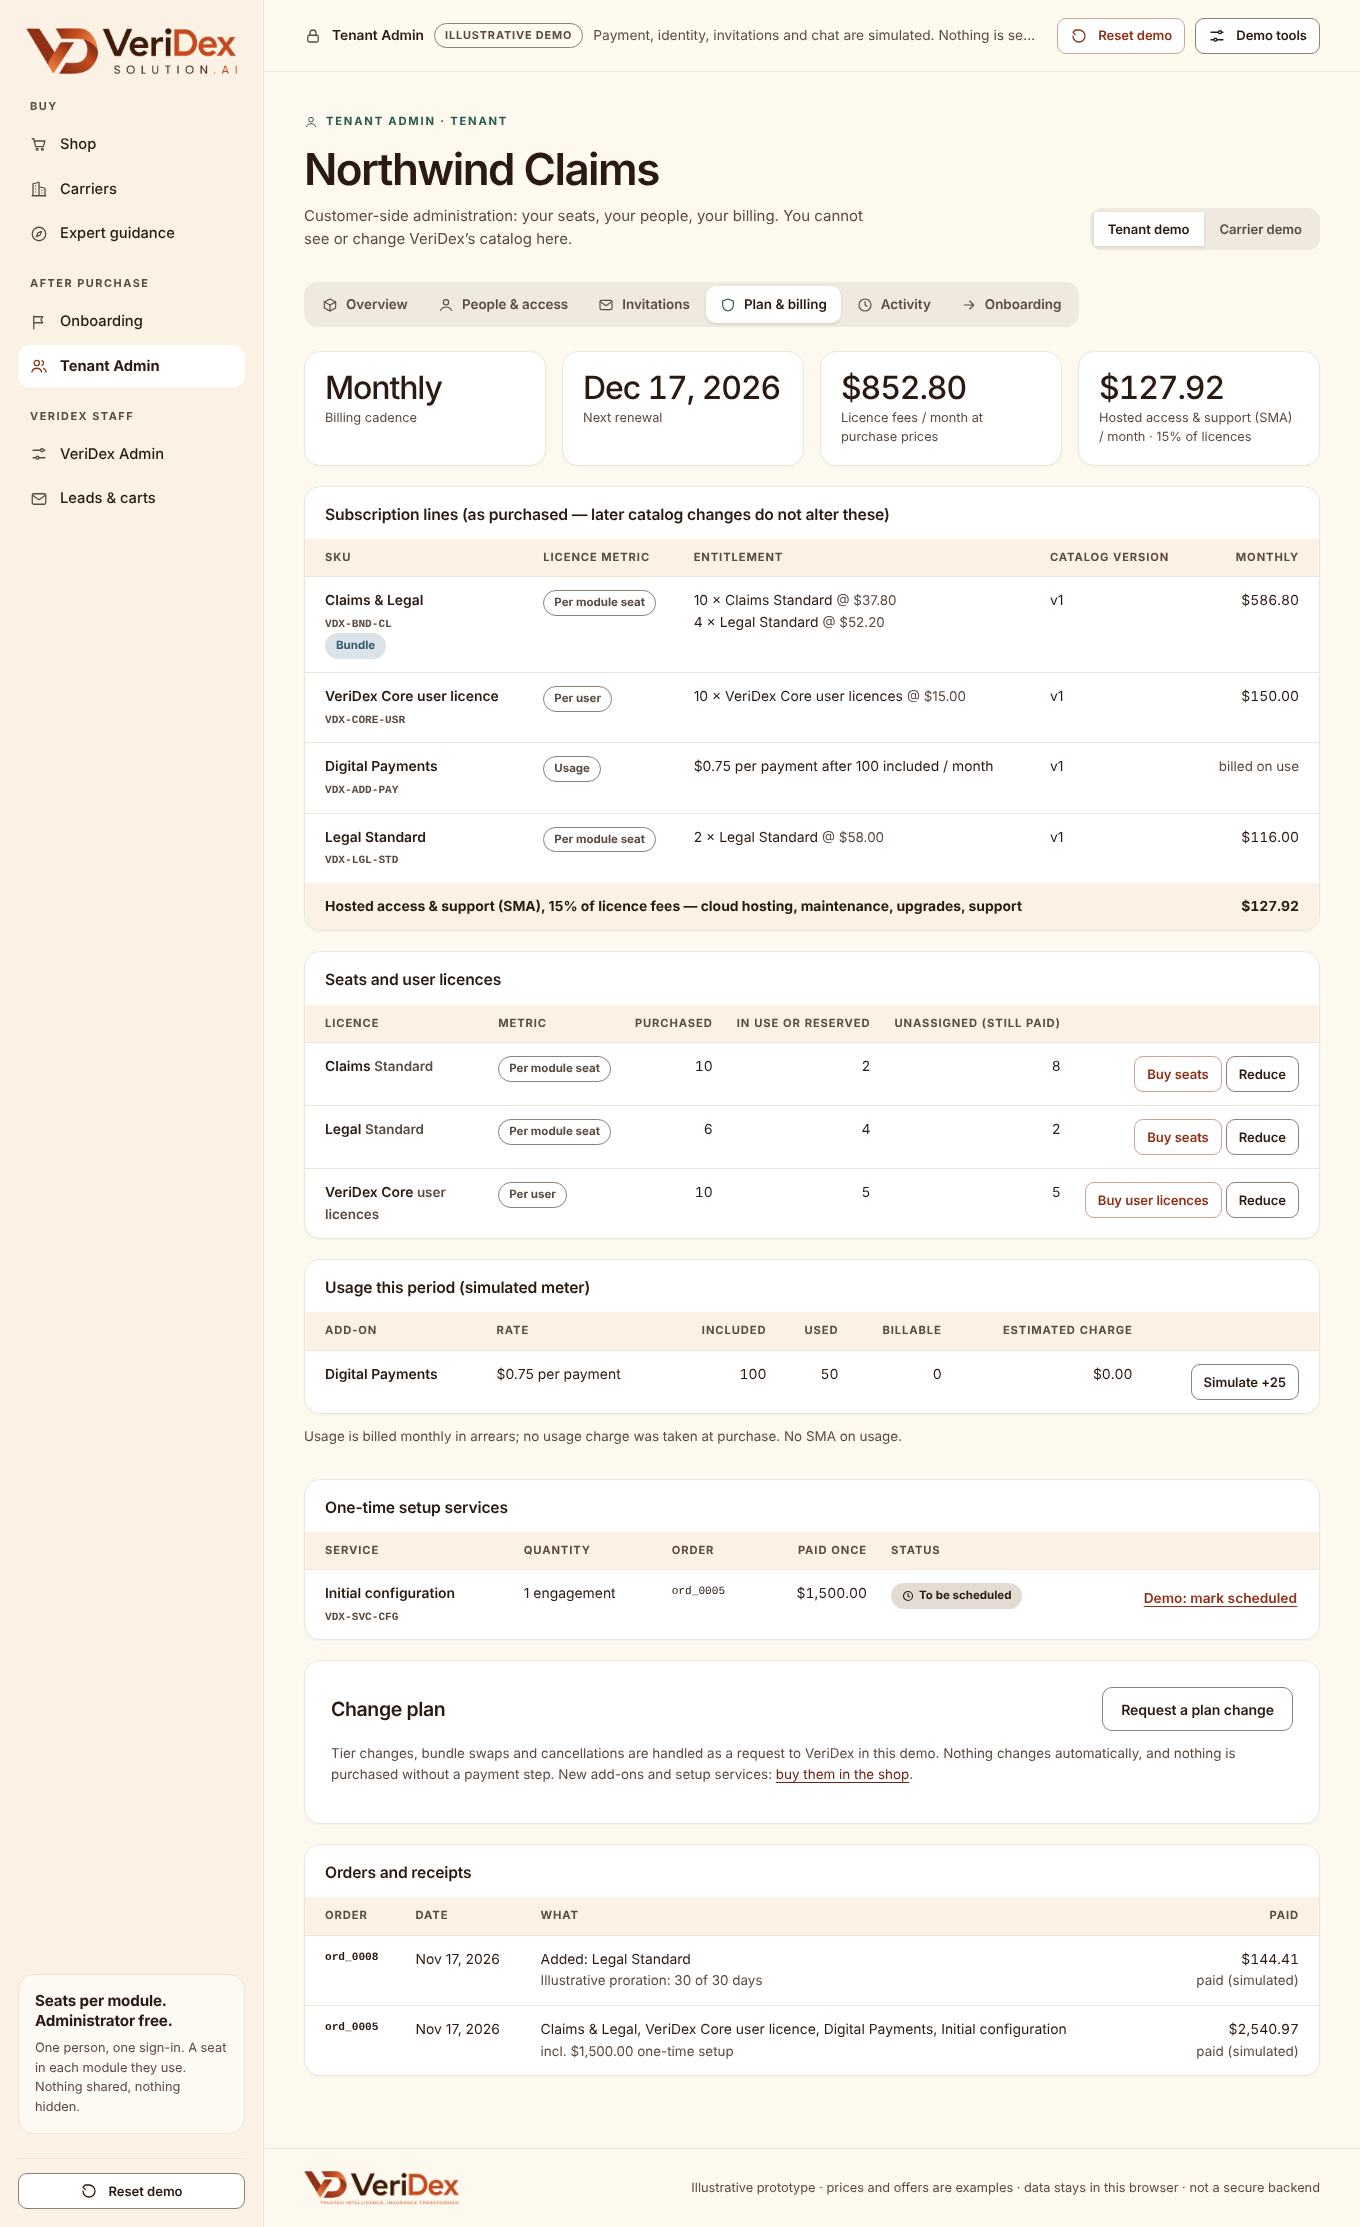 VeriDex
SOLUTION.AI
BUY
Shop
Carriers
Expert guidance
AFTER PURCHASE
Onboarding
Tenant Admin
VERIDEX STAFF
VeriDex Admin
Leads & carts
Seats per module.
Administrator free.
One person, one sign-in. A seat
in each module they use.
Nothing shared, nothing
hidden.
Reset demo
Tenant Admin ILLUSTRATIVE DEMO Payment, identity, invitations and chat are simulated. Nothing is se... Reset demo Demo tools
TENANT ADMIN · TENANT
Northwind Claims
Customer-side administration: your seats, your people, your billing. You cannot
see or change VeriDex's catalog here.
Tenant demo Carrier demo
Overview People & access Invitations Plan & billing Activity Onboarding
Monthly
Billing cadence
Dec 17, 2026
Next renewal
$852.80
Licence fees / month at
purchase prices
$127.92
Hosted access & support (SMA)
/ month · 15% of licences
Subscription lines (as purchased — later catalog changes do not alter these)
SKU LICENCE METRIC ENTITLEMENT CATALOG VERSION MONTHLY
Claims & Legal Per module seat 10 × Claims Standard @ $37.80 v1 $586.80
VDX-BND-CL 4 × Legal Standard @ $52.20
Bundle
VeriDex Core user licence Per user 10 × VeriDex Core user licences @ $15.00 v1 $150.00
VDX-CORE-USR
Digital Payments Usage $0.75 per payment after 100 included / month v1 billed on use
VDX-ADD-PAY
Legal Standard Per module seat 2 × Legal Standard @ $58.00 v1 $116.00
VDX-LGL-STD
Hosted access & support (SMA), 15% of licence fees — cloud hosting, maintenance, upgrades, support $127.92
Seats and user licences
LICENCE METRIC PURCHASED IN USE OR RESERVED UNASSIGNED (STILL PAID)
Claims Standard Per module seat 10 2 8 Buy seats Reduce
Legal Standard Per module seat 6 4 2 Buy seats Reduce
VeriDex Core user Per user 10 5 5 Buy user licences Reduce
licences
Usage this period (simulated meter)
ADD-ON RATE INCLUDED USED BILLABLE ESTIMATED CHARGE
Digital Payments $0.75 per payment 100 50 0 $0.00 Simulate +25
Usage is billed monthly in arrears; no usage charge was taken at purchase. No SMA on usage.
One-time setup services
SERVICE QUANTITY ORDER PAID ONCE STATUS
Initial configuration 1 engagement ord_0005 $1,500.00 To be scheduled Demo: mark scheduled
VDX-SVC-CFG
Change plan Request a plan change
Tier changes, bundle swaps and cancellations are handled as a request to VeriDex in this demo. Nothing changes automatically, and nothing is
purchased without a payment step. New add-ons and setup services: buy them in the shop.
Orders and receipts
ORDER DATE WHAT PAID
ord_0008 Nov 17, 2026 Added: Legal Standard $144.41
Illustrative proration: 30 of 30 days paid (simulated)
ord_0005 Nov 17, 2026 Claims & Legal, VeriDex Core user licence, Digital Payments, Initial configuration $2,540.97
incl. $1,500.00 one-time setup paid (simulated)
VeriDex
TRUSTED INTELLIGENCE, INSURANCE TRANSFORMED
Illustrative prototype · prices and offers are examples · data stays in this browser · not a secure backend